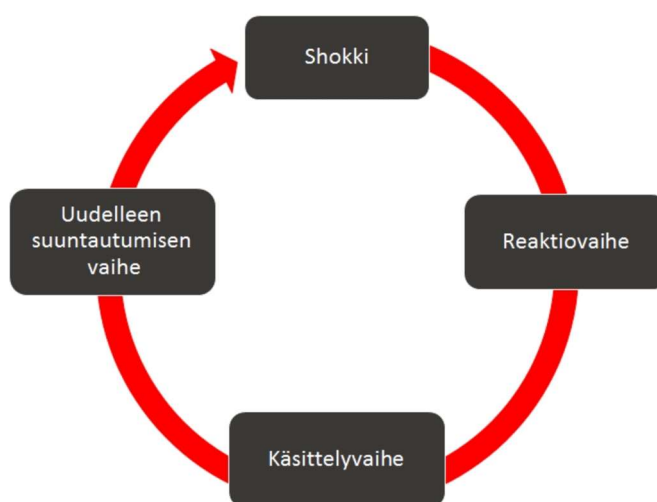 Shokki
Reaktiovaihe
Käsittelyvaihe
Uudelleen
suuntautumisen
vaihe